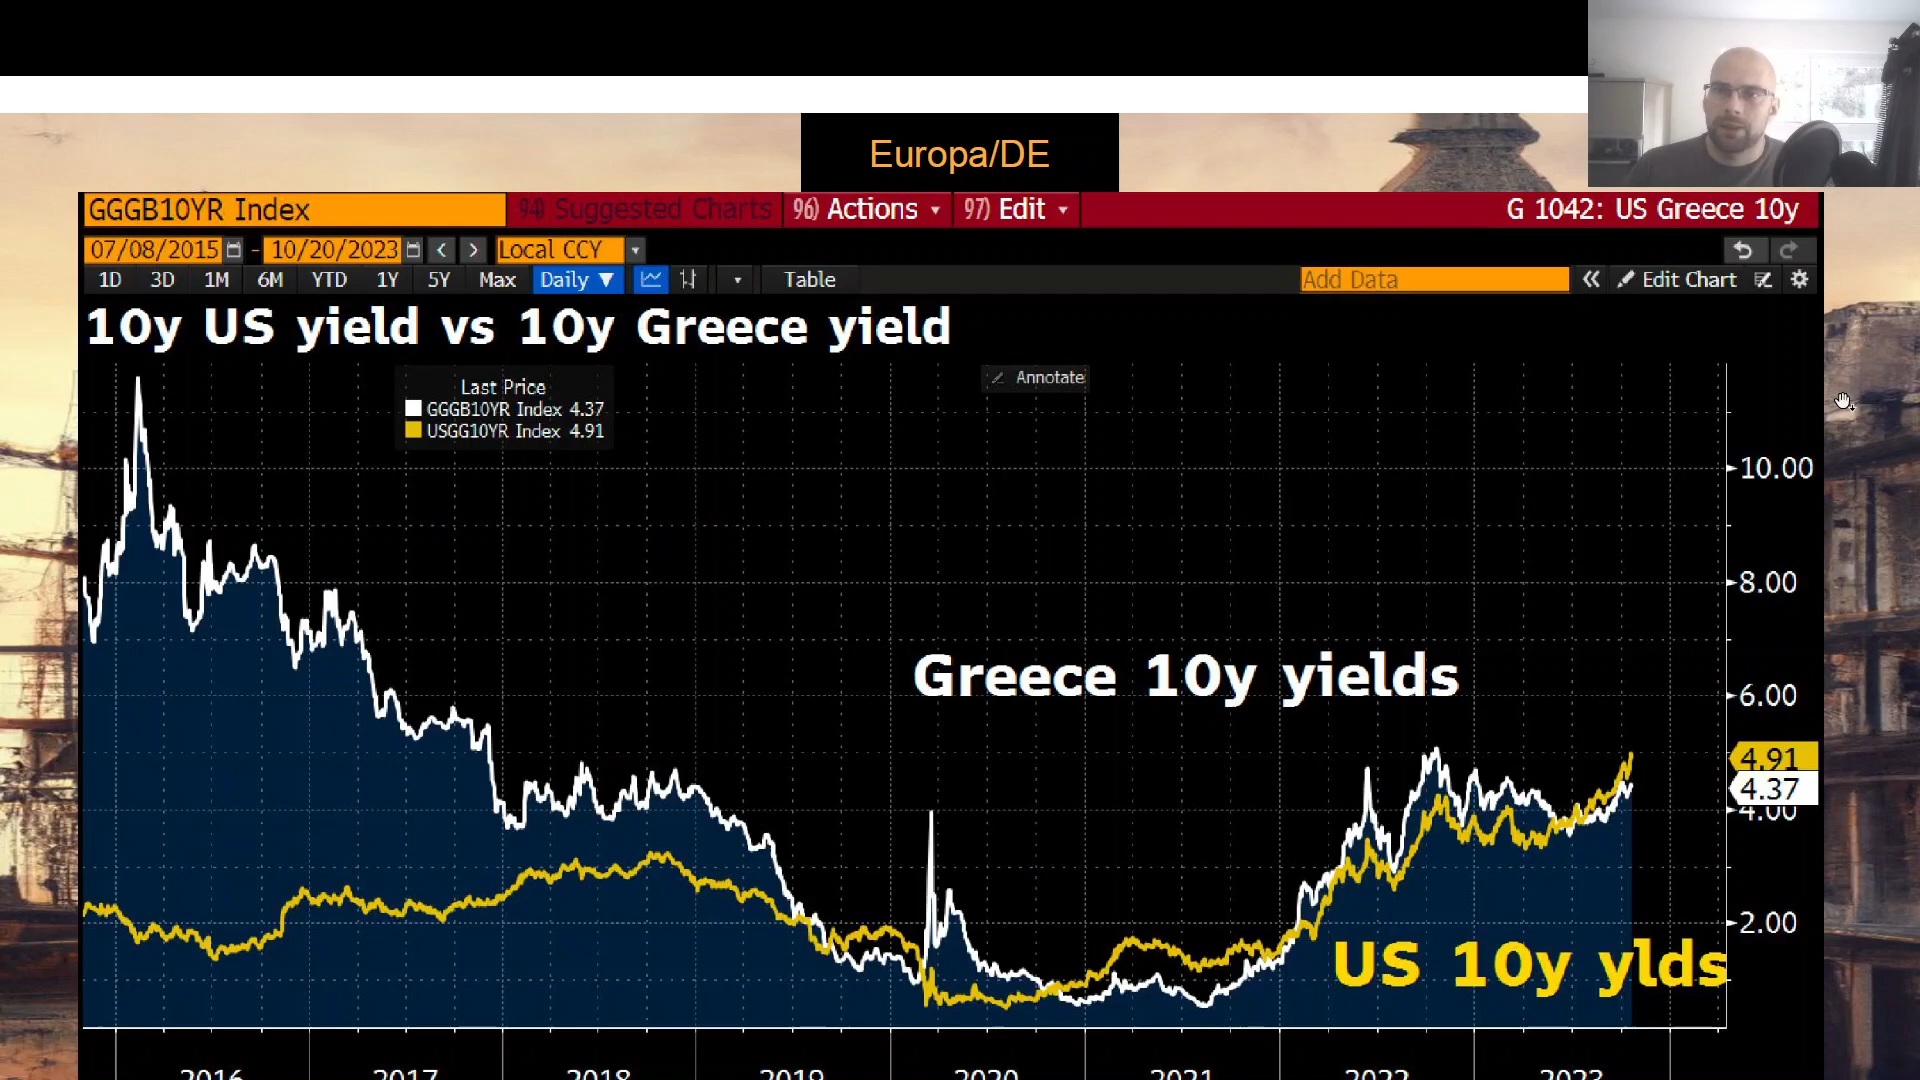 Europa/DE
GGGB10YR Index 94) Suggested Charts 96) Actions 97) Edit G 1042: US Greece 10y
07/08/2015 - 10/20/2023 < > Local CCY
1D 3D 1M 6M YTD 1Y 5Y Max Daily ▼ Table Add Data « Edit Chart
10y US yield vs 10y Greece yield
Last Price
GGGB10YR Index 4.37
USGG10YR Index 4.91
Annotate
10.00
8.00
Greece 10y yields
6.00
4.91
4.37
4.00
2.00
US 10y ylds
2016 2017 2018 2019 2020 2021 2022 2023